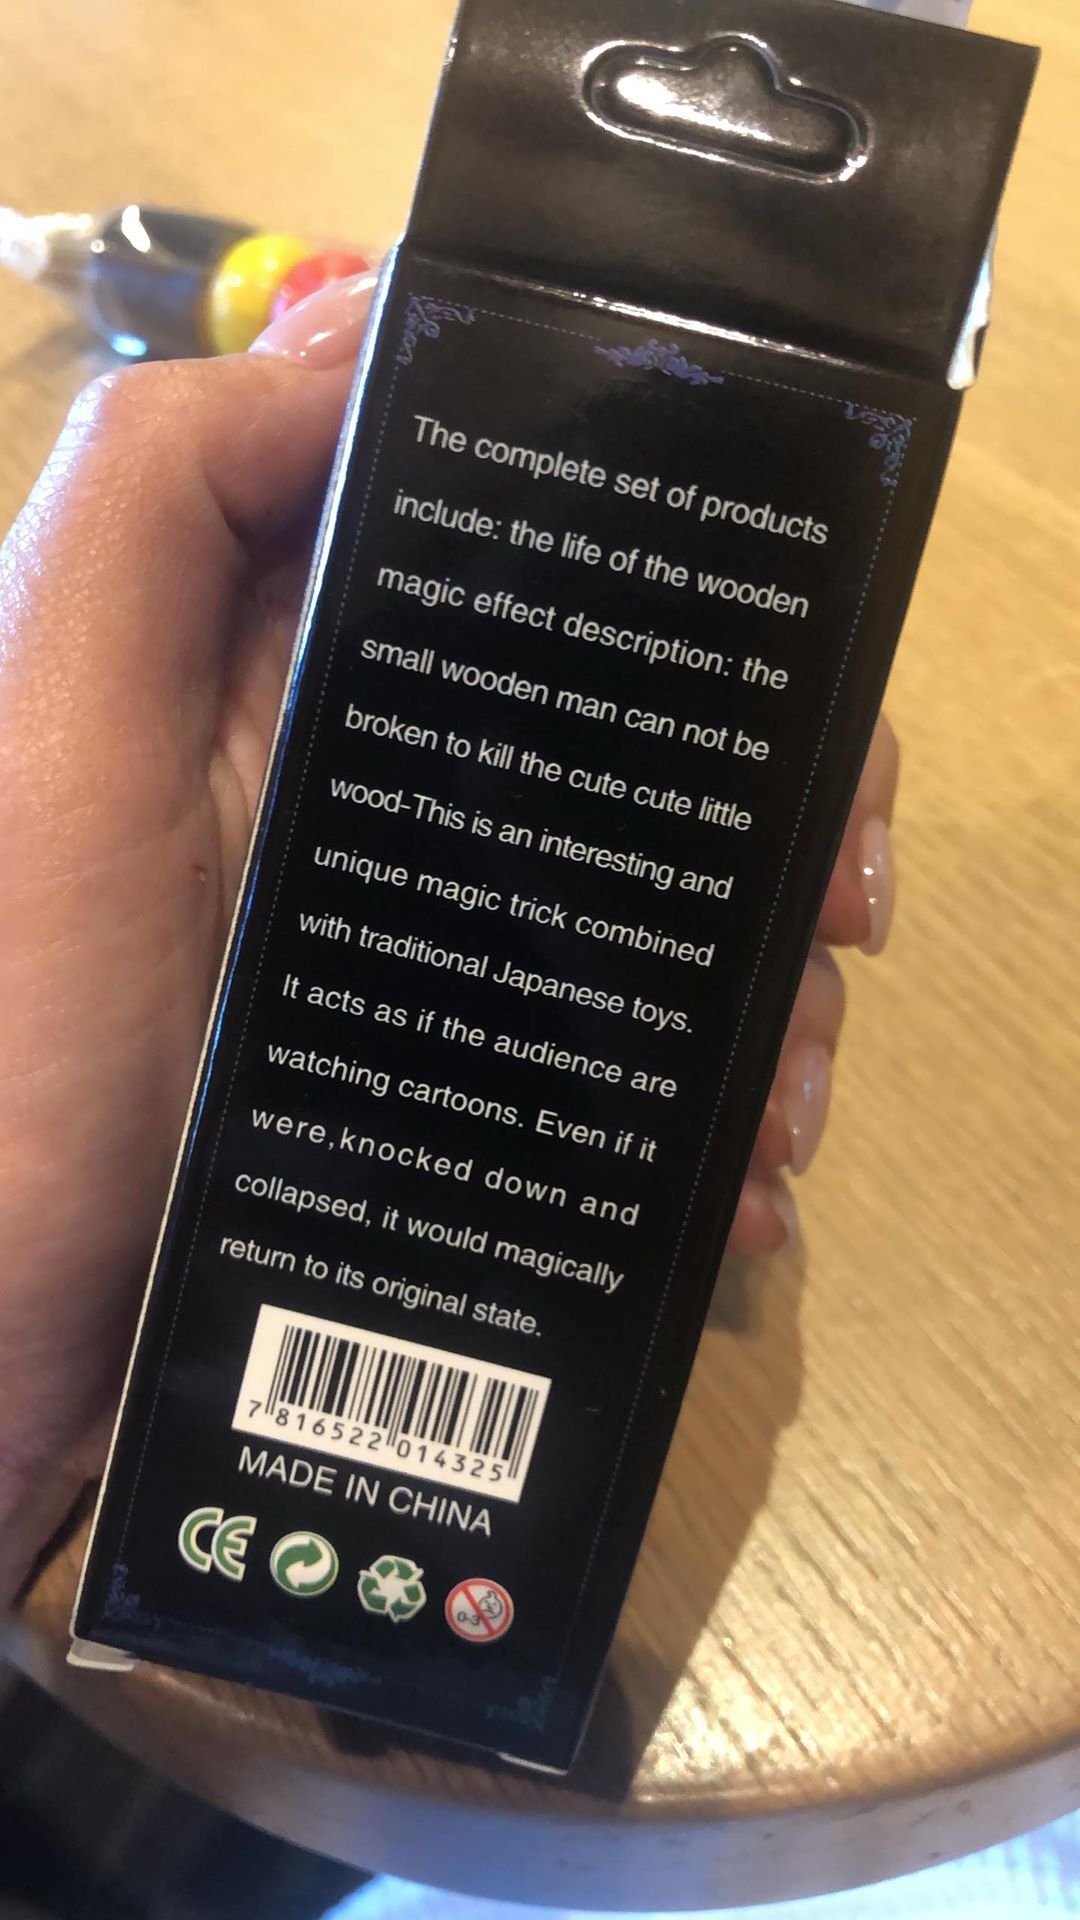 The complete set of products
include: the life of the wooden
magic effect description: the
small wooden man can not be
broken to kill the cute cute little
wood-This is an interesting and
unique magic trick combined
with traditional Japanese toys.
It acts as if the audience are
watching cartoons. Even if it
were,knocked down and
collapsed, it would magically
return to its original state.
7 816522 014325
MADE IN CHINA
CE
0-3